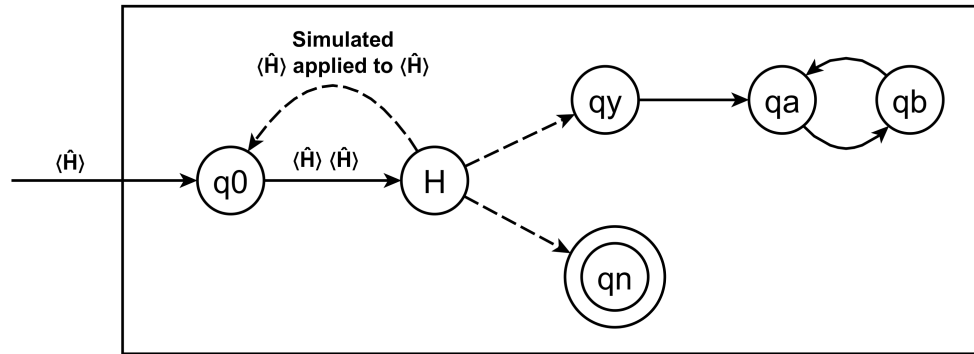 Simulated
⟨Ĥ⟩ applied to ⟨Ĥ⟩
qy
qa
qb
⟨Ĥ⟩
q0
⟨Ĥ⟩ ⟨Ĥ⟩
H
qn